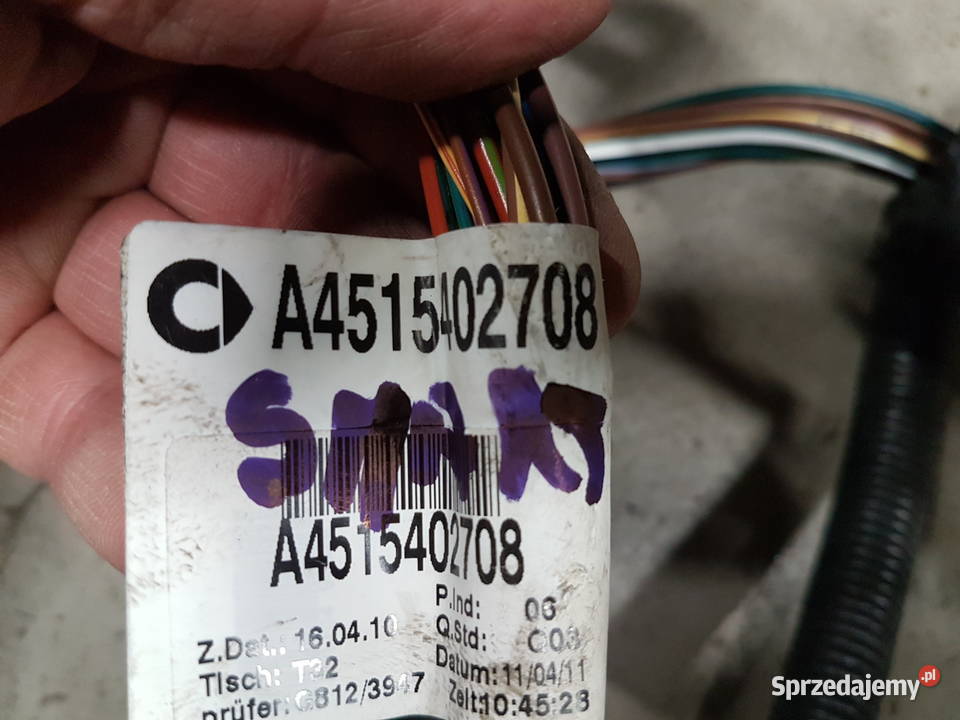 A4515402708
SMART
A4515402708
P.Ind: 06
Z.Dat.: 16.04.10
Q.Std: C03
Tisch: T32
Datum: 11/04/11
prüfer: G812/3947
Zeit: 10:45:28
Sprzedajemy.pl